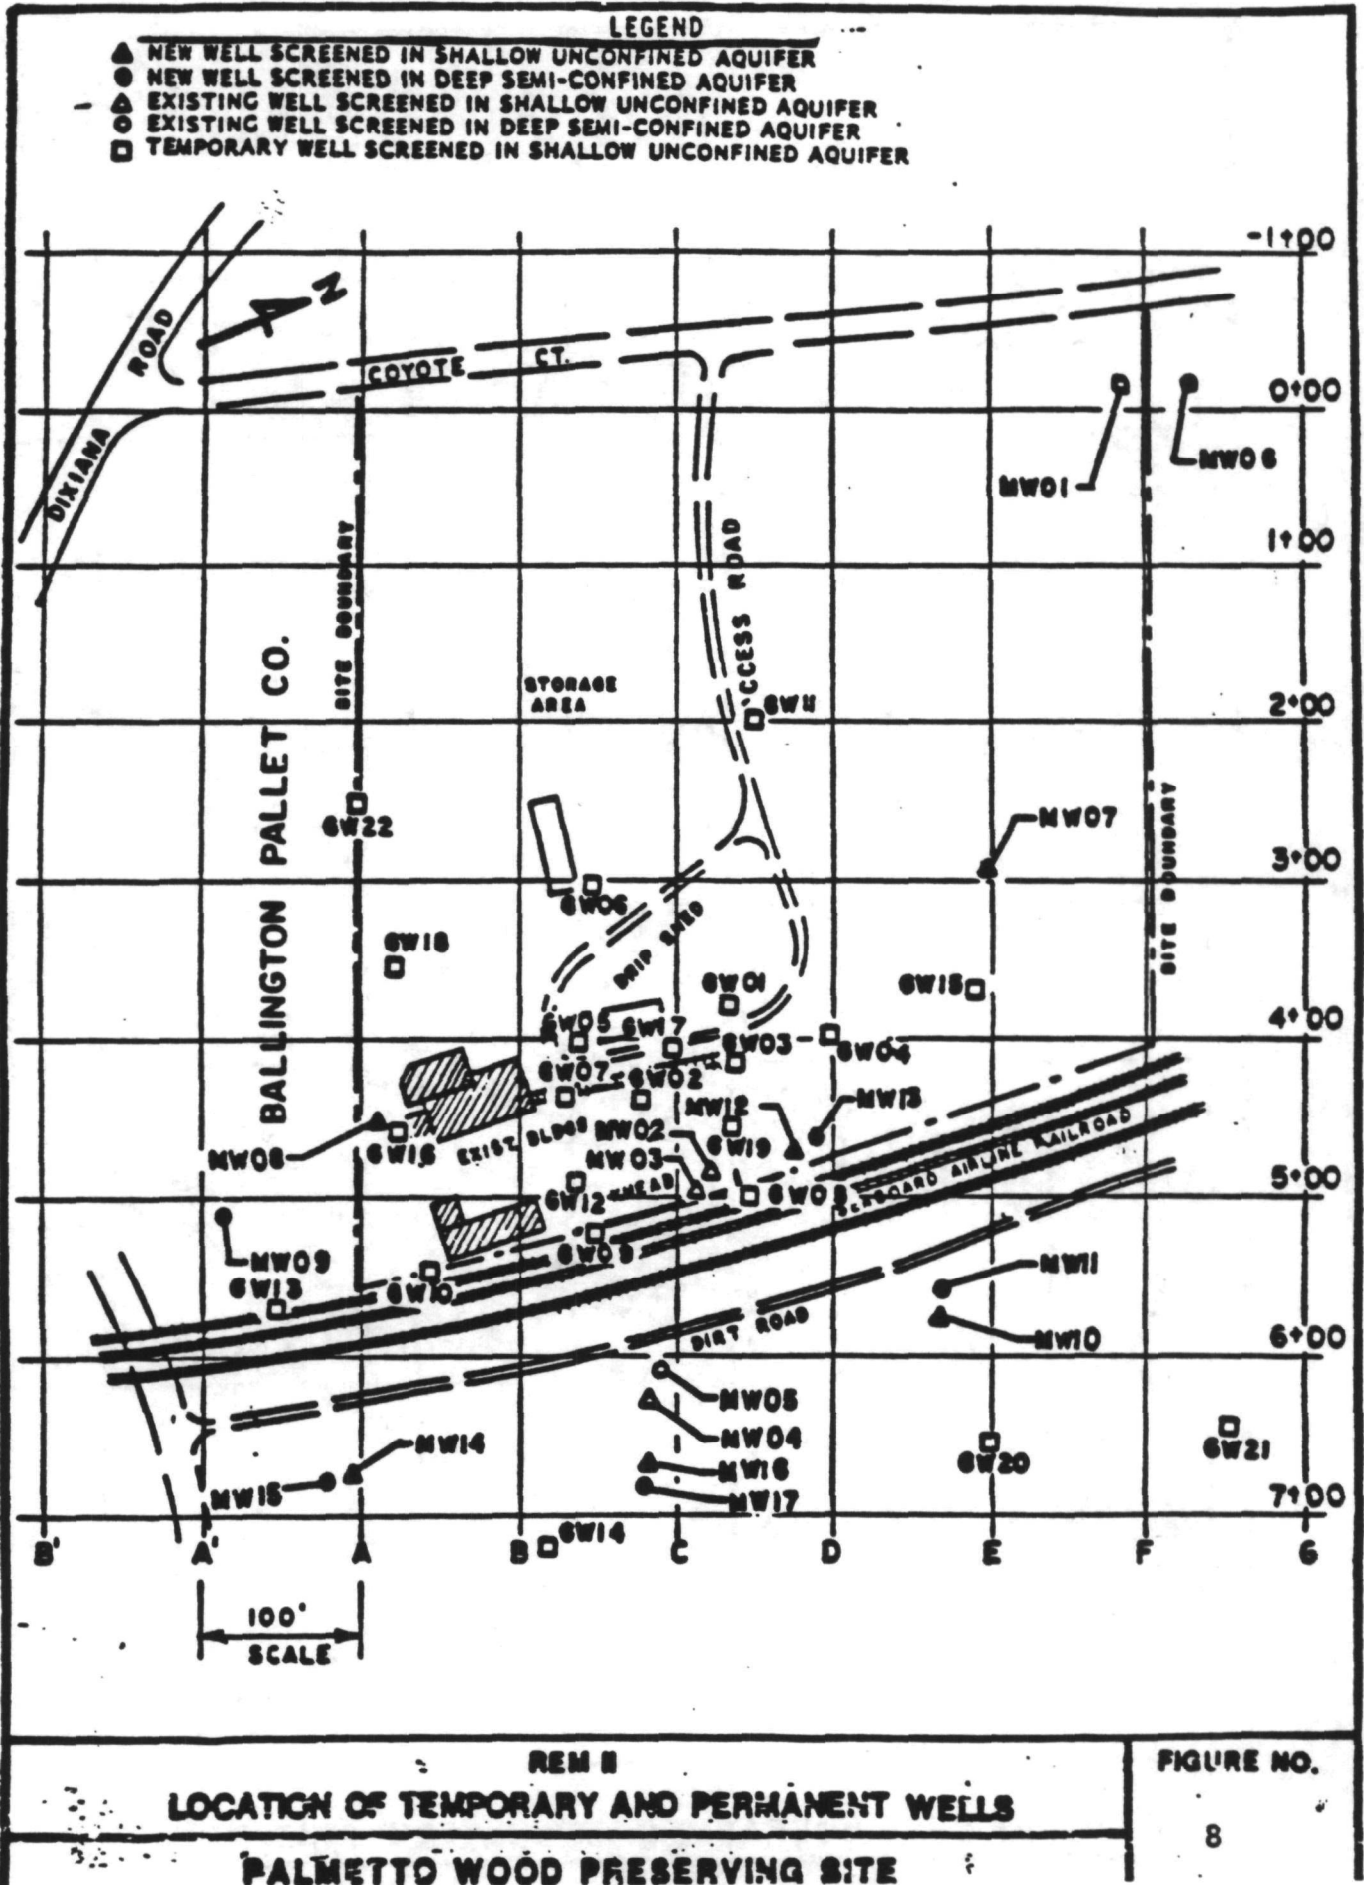 LEGEND
NEW WELL SCREENED IN SHALLOW UNCONFINED AQUIFER
NEW WELL SCREENED IN DEEP SEMI-CONFINED AQUIFER
EXISTING WELL SCREENED IN SHALLOW UNCONFINED AQUIFER
EXISTING WELL SCREENED IN DEEP SEMI-CONFINED AQUIFER
TEMPORARY WELL SCREENED IN SHALLOW UNCONFINED AQUIFER
-1+00
N
DIXIANA ROAD
COYOTE CT.
0+00
MW06
MW01
1+00
SITE BOUNDARY
ACCESS ROAD
BALLINGTON PALLET CO.
STORAGE
AREA
GW11
2+00
GW22
MW07
SITE BOUNDARY
3+00
GW06
DRIP SHED
GW18
GW01
GW15
4+00
GW05
GW17
GW03
GW04
GW07
GW02
MW12
MW13
MW02
GW19
MW08
GW16
EXIST BLDGS
MW03
SEABOARD AIRLINE RAILROAD
5+00
GW12
GW08
MW09
GW09
MW11
GW13
GW10
DIRT ROAD
MW10
6+00
MW05
MW04
MW14
MW16
GW20
GW21
MW15
MW17
7+00
GW14
B' A' A B C D E F G
100'
SCALE
REM II
LOCATION OF TEMPORARY AND PERMANENT WELLS
PALMETTO WOOD PRESERVING SITE
FIGURE NO.
8